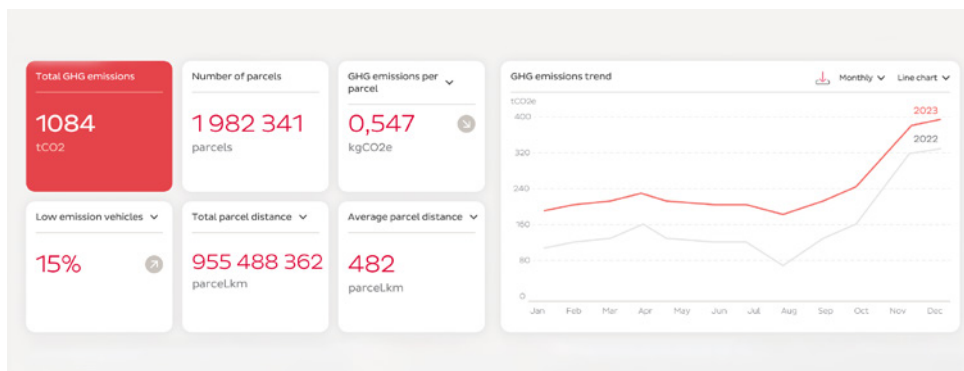 Total GHG emissions
1084
tCO2
Number of parcels
1 982 341
parcels
GHG emissions per
parcel
0,547
kgCO2e
Low emission vehicles
15%
Total parcel distance
955 488 362
parcel.km
Average parcel distance
482
parcel.km
GHG emissions trend
Monthly
Line chart
tCO2e
400
320
240
160
80
0
2023
2022
Jan Feb Mar Apr May Jun Jul Aug Sep Oct Nov Dec